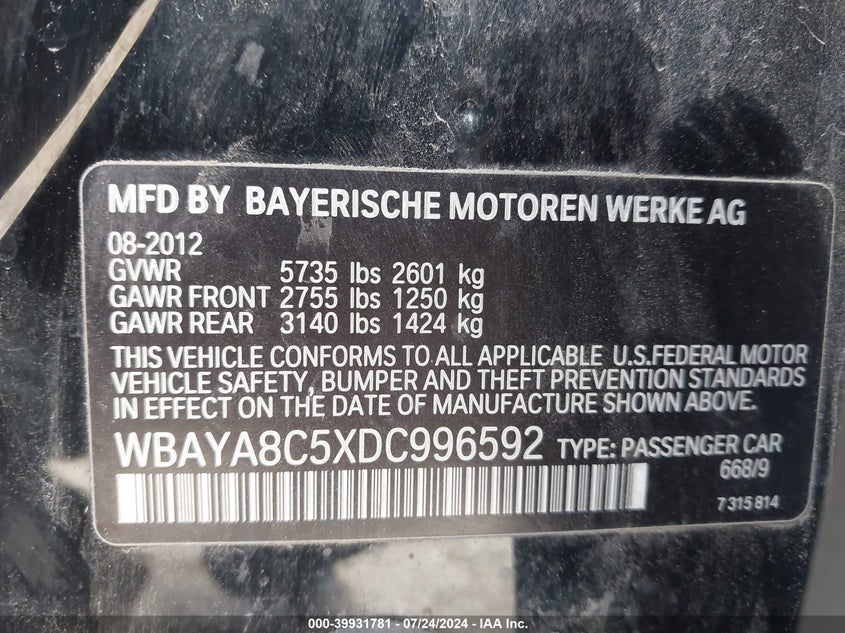 MFD BY BAYERISCHE MOTOREN WERKE AG
08-2012
GVWR 5735 lbs 2601 kg
GAWR FRONT 2755 lbs 1250 kg
GAWR REAR 3140 lbs 1424 kg
THIS VEHICLE CONFORMS TO ALL APPLICABLE U.S.FEDERAL MOTOR
VEHICLE SAFETY, BUMPER AND THEFT PREVENTION STANDARDS
IN EFFECT ON THE DATE OF MANUFACTURE SHOWN ABOVE.
WBAYA8C5XDC996592 TYPE: PASSENGER CAR
668/9
7 315 814
000-39931781 - 07/24/2024 - IAA Inc.